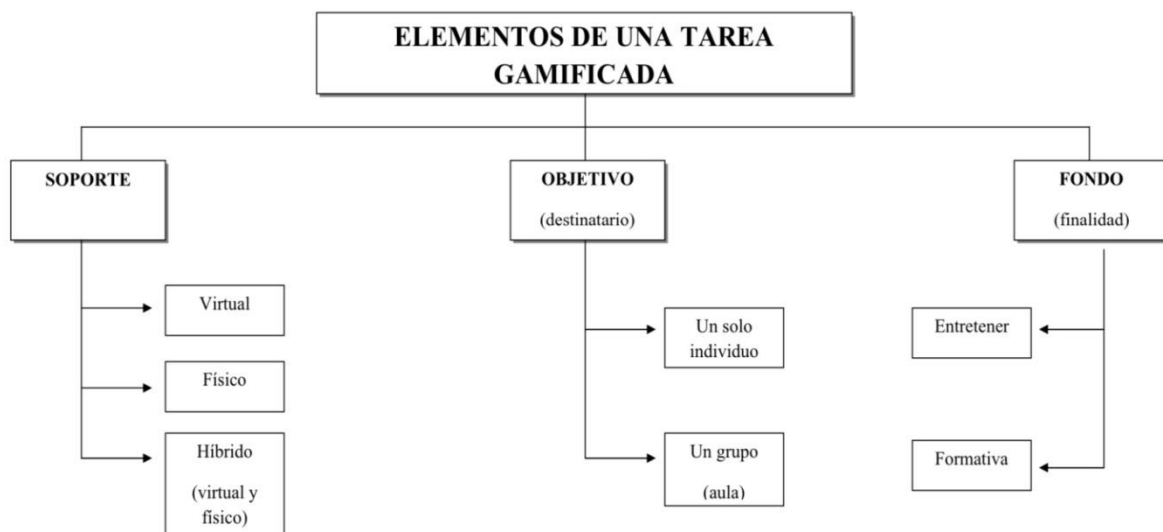 ELEMENTOS DE UNA TAREA
GAMIFICADA
SOPORTE
OBJETIVO
(destinatario)
FONDO
(finalidad)
Virtual
Físico
Híbrido
(virtual y
físico)
Un solo
individuo
Un grupo
(aula)
Entretener
Formativa